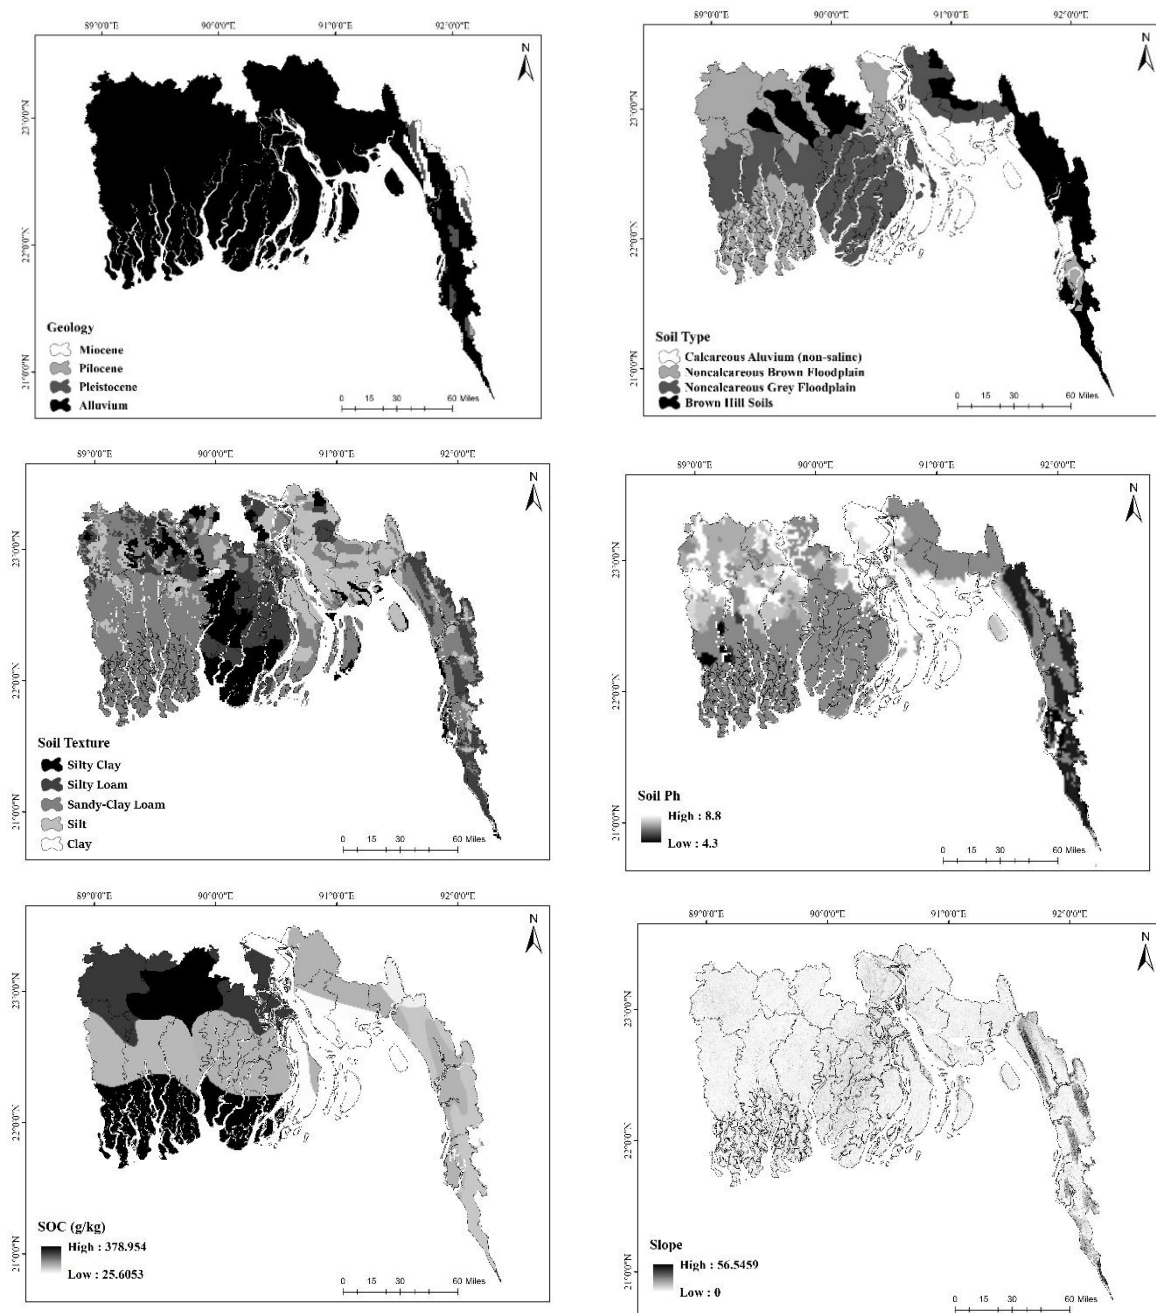 89°0'0"E 90°0'0"E 91°0'0"E 92°0'0"E
N
23°0'0"N
22°0'0"N
21°0'0"N
Geology
Miocene
Pilocene
Pleistocene
Alluvium
0 15 30 60 Miles
89°0'0"E 90°0'0"E 91°0'0"E 92°0'0"E
N
23°0'0"N
22°0'0"N
21°0'0"N
Soil Type
Calcareous Aluvium (non-saline)
Noncalcareous Brown Floodplain
Noncalcareous Grey Floodplain
Brown Hill Soils
0 15 30 60 Miles
89°0'0"E 90°0'0"E 91°0'0"E 92°0'0"E
N
23°0'0"N
22°0'0"N
21°0'0"N
Soil Texture
Silty Clay
Silty Loam
Sandy-Clay Loam
Silt
Clay
0 15 30 60 Miles
89°0'0"E 90°0'0"E 91°0'0"E 92°0'0"E
N
23°0'0"N
22°0'0"N
21°0'0"N
Soil Ph
High : 8.8
Low : 4.3
0 15 30 60 Miles
89°0'0"E 90°0'0"E 91°0'0"E 92°0'0"E
N
23°0'0"N
22°0'0"N
21°0'0"N
SOC (g/kg)
High : 378.954
Low : 25.6053
0 15 30 60 Miles
89°0'0"E 90°0'0"E 91°0'0"E 92°0'0"E
N
23°0'0"N
22°0'0"N
21°0'0"N
Slope
High : 56.5459
Low : 0
0 15 30 60 Miles